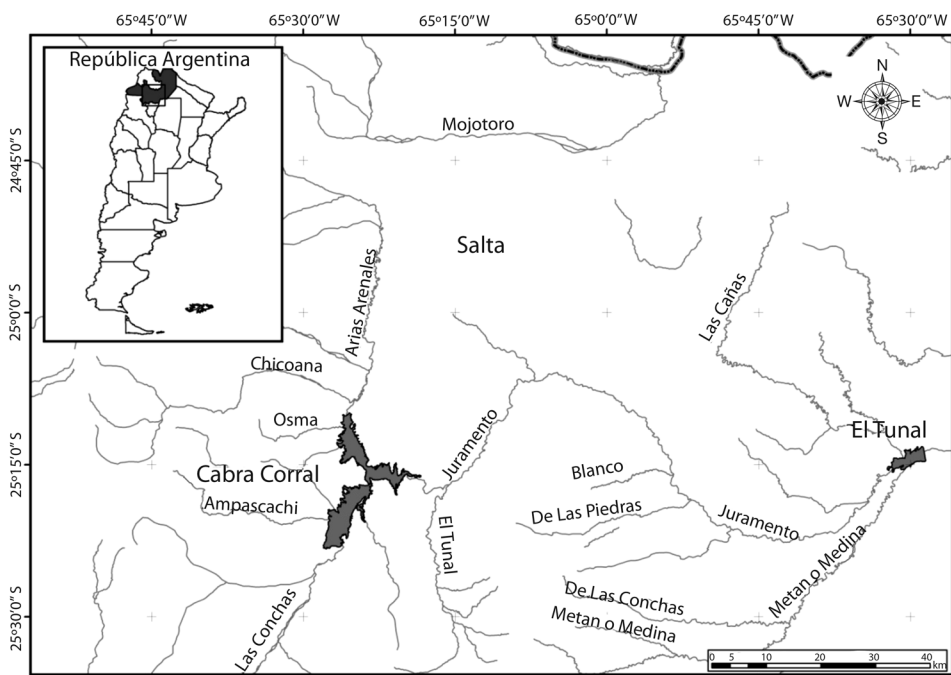 65º45'0"W 65º30'0"W 65º15'0"W 65º0'0"W 65º45'0"W 65º30'0"W
República Argentina
N
W E
S
Mojotoro
24º45'0"S
Salta
Arias Arenales
Las Cañas
25º0'0"S
Chicoana
Osma
Juramento
El Tunal
25º15'0"S
Cabra Corral
Blanco
Ampascachi
De Las Piedras
Juramento
El Tunal
Metan o Medina
De Las Conchas
Metan o Medina
25º30'0"S
Las Conchas
0 5 10 20 30 40
km